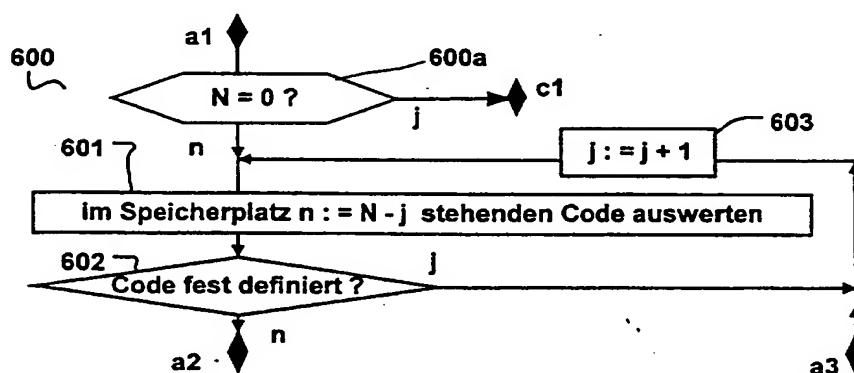 a1
600
600a
N = 0 ?
c1
j
603
n
j : = j + 1
601
im Speicherplatz n : = N - j stehenden Code auswerten
602
j
Code fest definiert ?
n
a2
a3